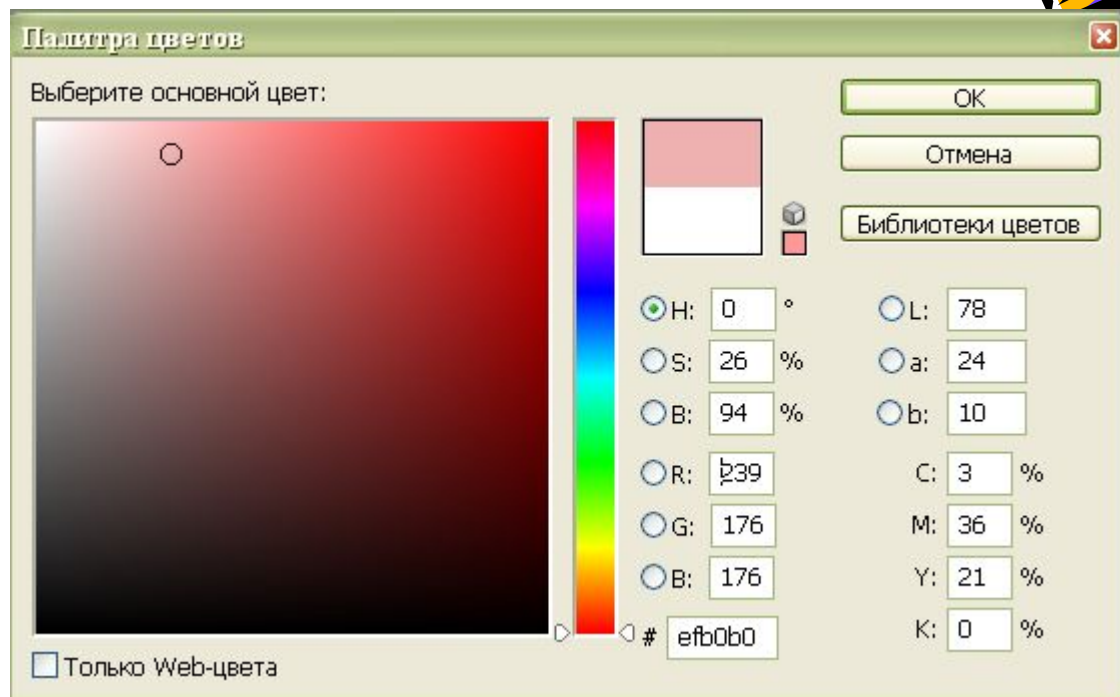 Палитра цветов
Выберите основной цвет:
OK
Отмена
Библиотеки цветов
H: 0 °
L: 78
S: 26 %
a: 24
B: 94 %
b: 10
R: 239
C: 3 %
G: 176
M: 36 %
B: 176
Y: 21 %
# efb0b0
K: 0 %
Только Web-цвета